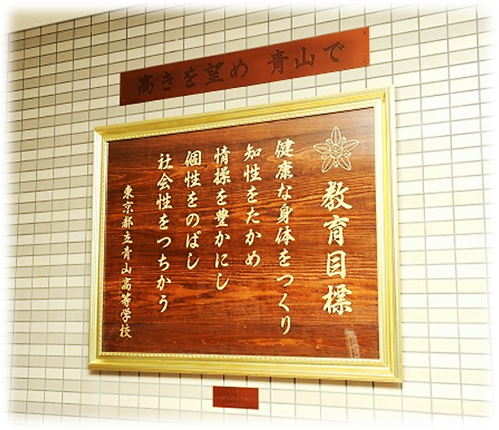 高きを望め 青山で
教育目標
健康な身体をつくり
知性をたかめ
情操を豊かにし
個性をのばし
社会性をつちかう
東京都立青山高等学校